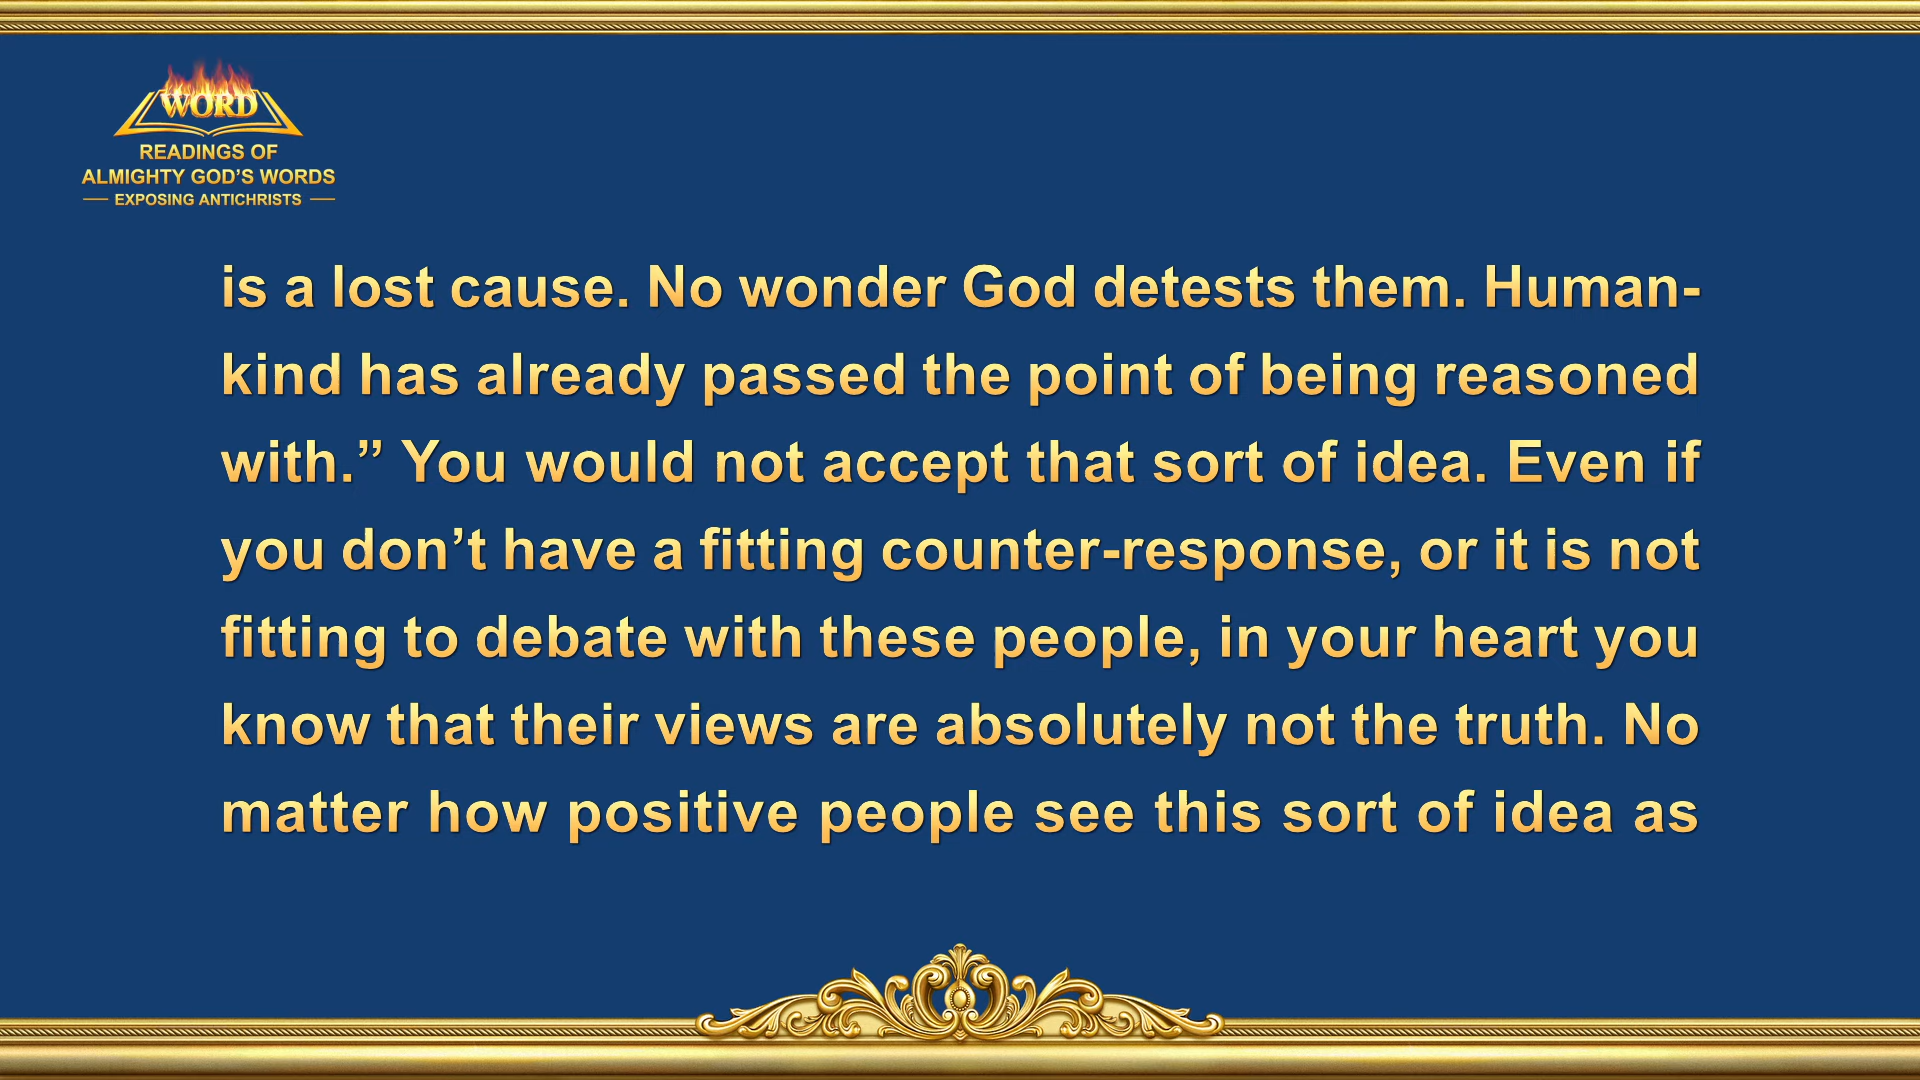 WORD
READINGS OF
ALMIGHTY GOD’S WORDS
EXPOSING ANTICHRISTS
is a lost cause. No wonder God detests them. Human-
kind has already passed the point of being reasoned
with.” You would not accept that sort of idea. Even if
you don’t have a fitting counter-response, or it is not
fitting to debate with these people, in your heart you
know that their views are absolutely not the truth. No
matter how positive people see this sort of idea as